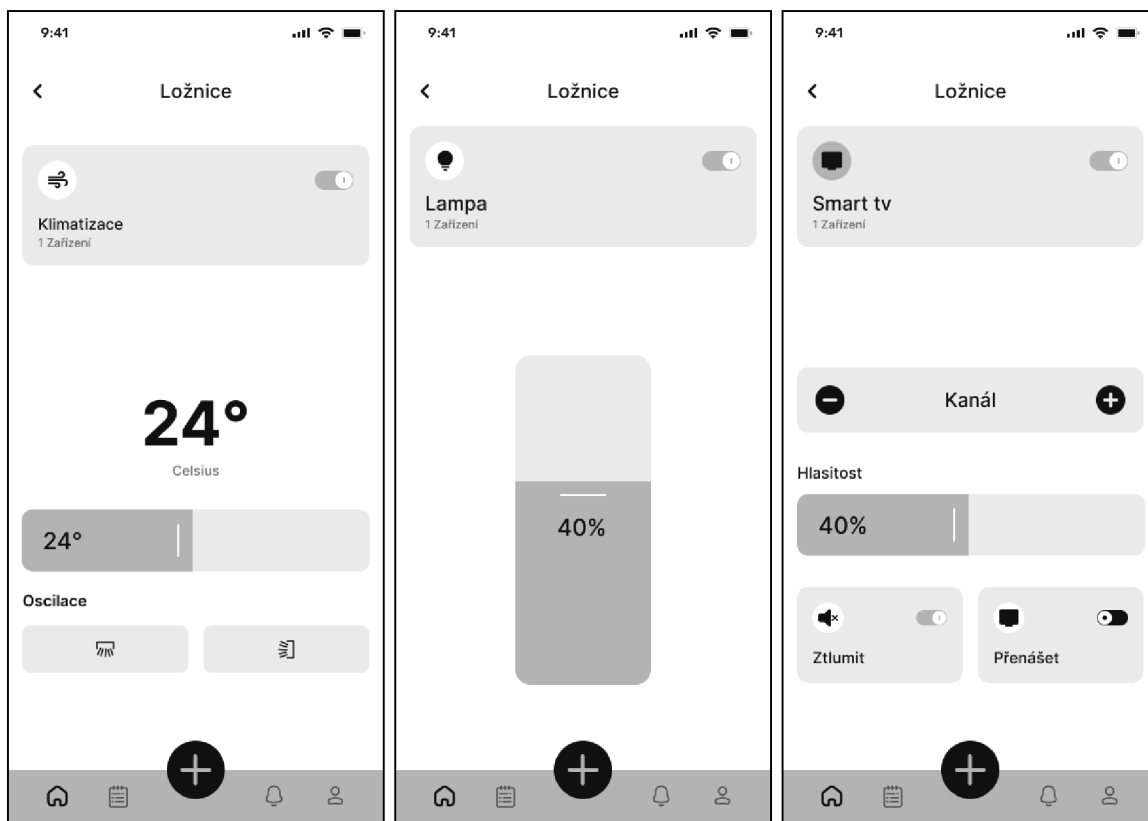 9:41
Ložnice
Klimatizace
1 Zařízení
24°
Celsius
24°
Oscilace
9:41
Ložnice
Lampa
1 Zařízení
40%
9:41
Ložnice
Smart tv
1 Zařízení
Kanál
Hlasitost
40%
Ztlumit
Přenášet